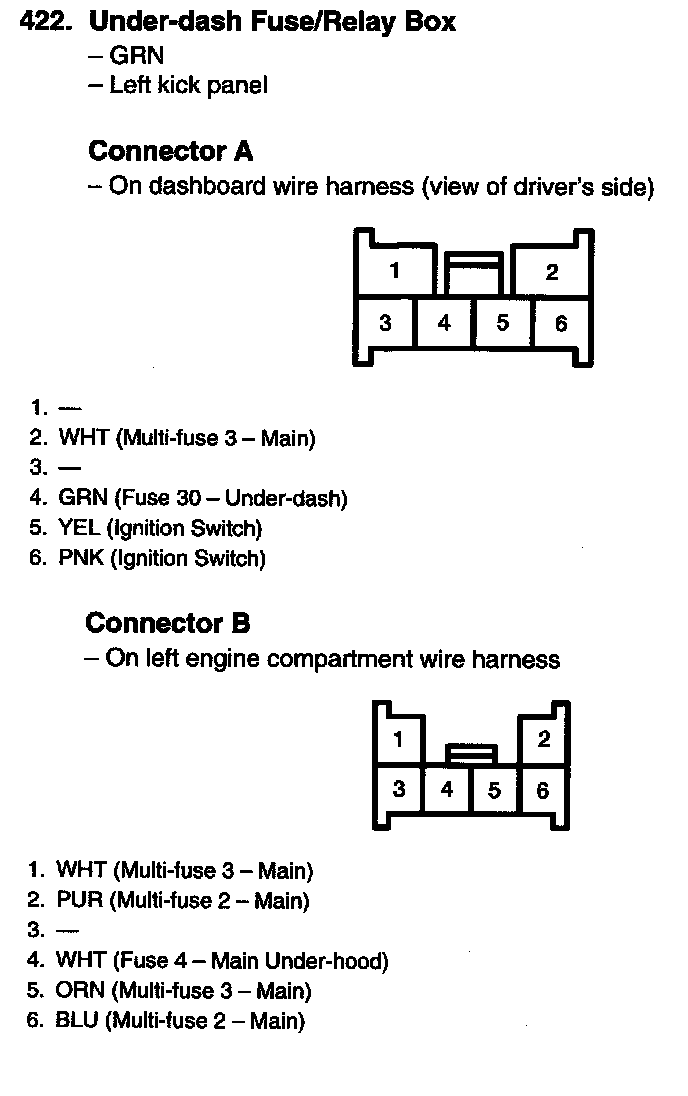 422. Under-dash Fuse/Relay Box
– GRN
– Left kick panel
Connector A
– On dashboard wire harness (view of driver's side)
1 2
3 4 5 6
1. —
2. WHT (Multi-fuse 3 – Main)
3. —
4. GRN (Fuse 30 – Under-dash)
5. YEL (Ignition Switch)
6. PNK (Ignition Switch)
Connector B
– On left engine compartment wire harness
1 2
3 4 5 6
1. WHT (Multi-fuse 3 – Main)
2. PUR (Multi-fuse 2 – Main)
3. —
4. WHT (Fuse 4 – Main Under-hood)
5. ORN (Multi-fuse 3 – Main)
6. BLU (Multi-fuse 2 – Main)